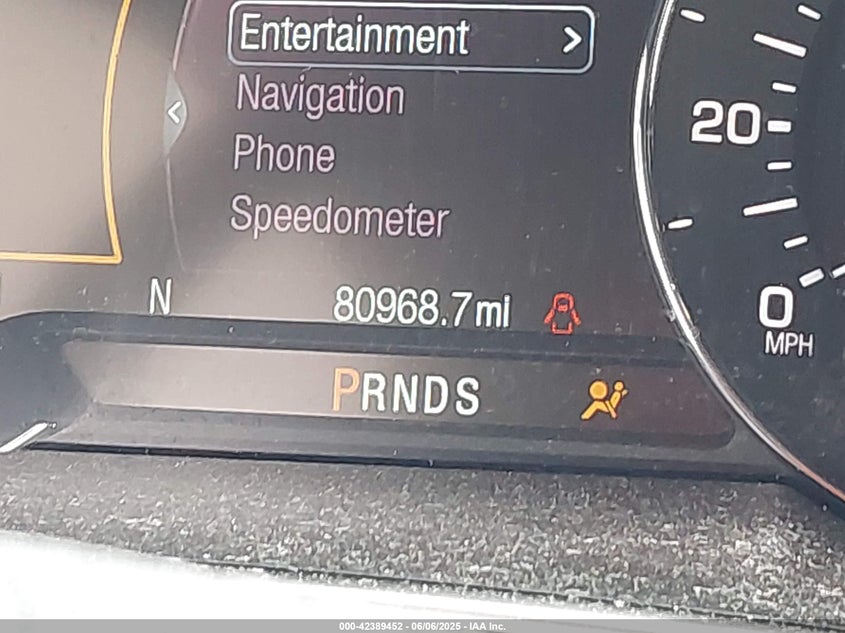 Entertainment >
<
Navigation
20
Phone
Speedometer
N 80968.7mi
0
MPH
PRNDS
000-42389452 - 06/06/2025 - IAA Inc.